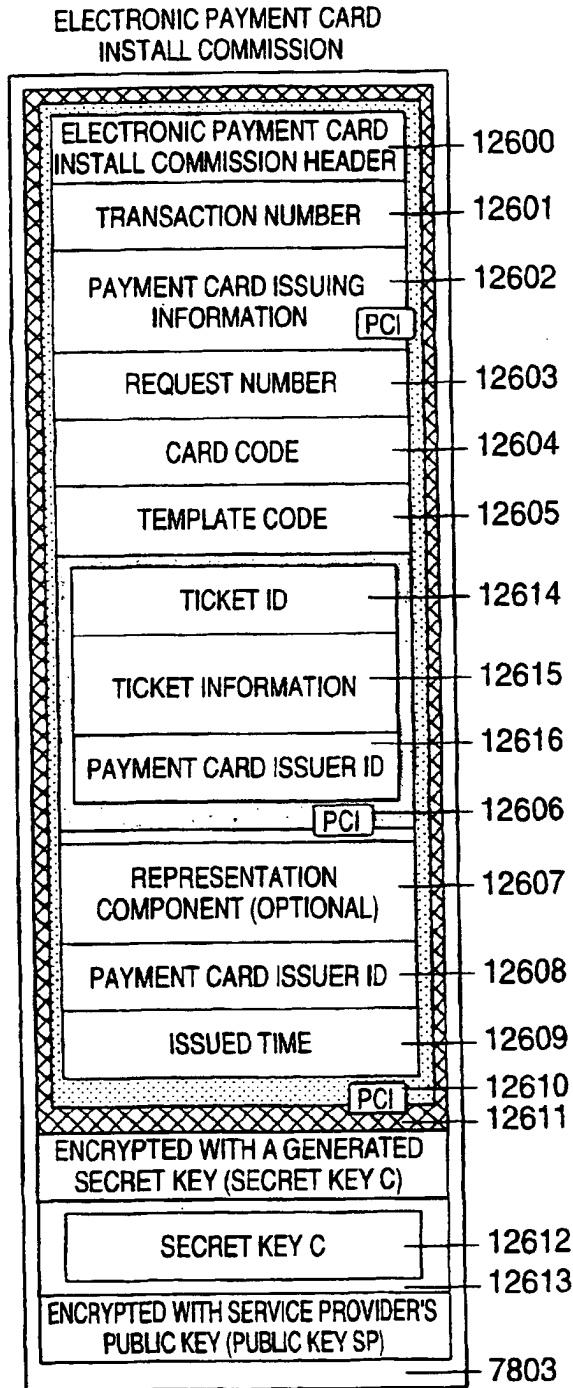 ELECTRONIC PAYMENT CARD
INSTALL COMMISSION
ELECTRONIC PAYMENT CARD
INSTALL COMMISSION HEADER
12600
TRANSACTION NUMBER
12601
PAYMENT CARD ISSUING
INFORMATION
PCI
12602
REQUEST NUMBER
12603
CARD CODE
12604
TEMPLATE CODE
12605
TICKET ID
12614
TICKET INFORMATION
12615
PAYMENT CARD ISSUER ID
12616
PCI
12606
REPRESENTATION
COMPONENT (OPTIONAL)
12607
PAYMENT CARD ISSUER ID
12608
ISSUED TIME
12609
PCI
12610
12611
ENCRYPTED WITH A GENERATED
SECRET KEY (SECRET KEY C)
SECRET KEY C
12612
12613
ENCRYPTED WITH SERVICE PROVIDER'S
PUBLIC KEY (PUBLIC KEY SP)
7803